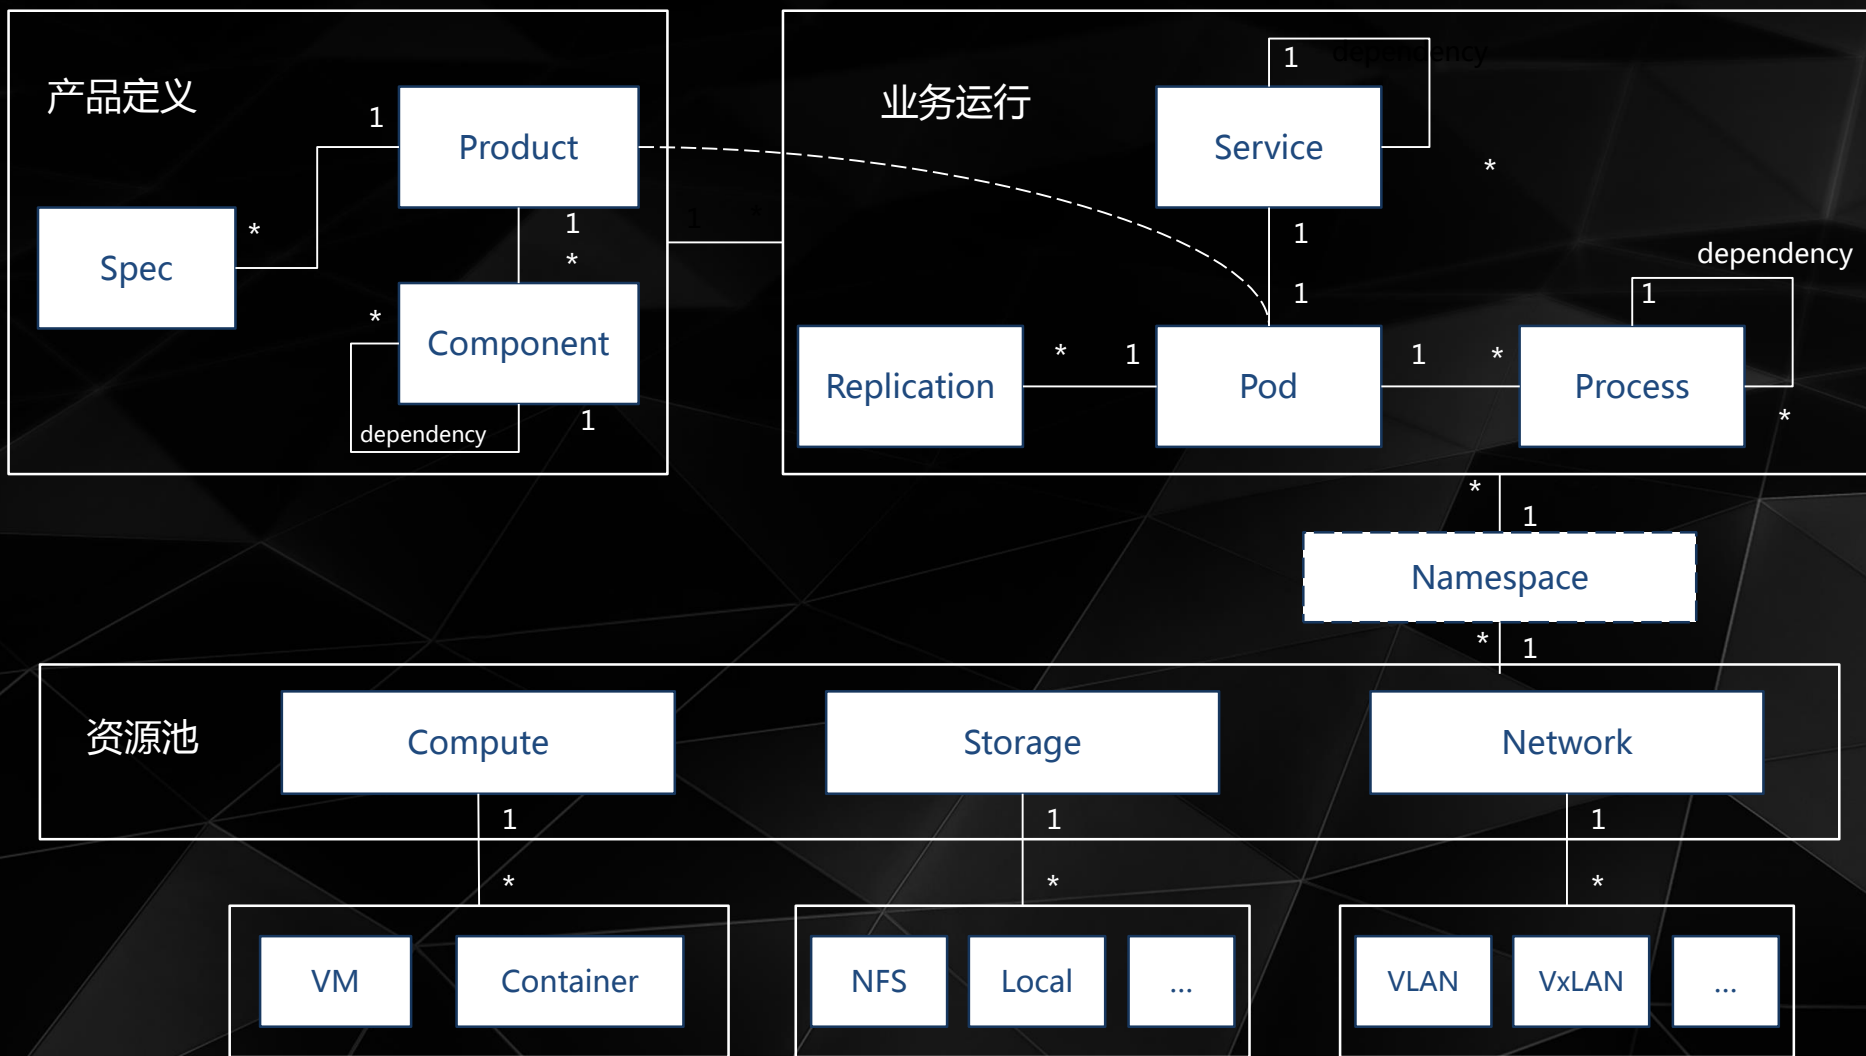 产品定义
1
Product
*
Spec
1
*
*
Component
dependency
1
1 *
业务运行
1
dependency
Service
*
1
1
Replication
*
1
Pod
1
*
Process
dependency
1
*
*
1
Namespace
*
1
资源池
Compute
Storage
Network
1
1
1
*
*
*
VM
Container
NFS
Local
...
VLAN
VxLAN
...